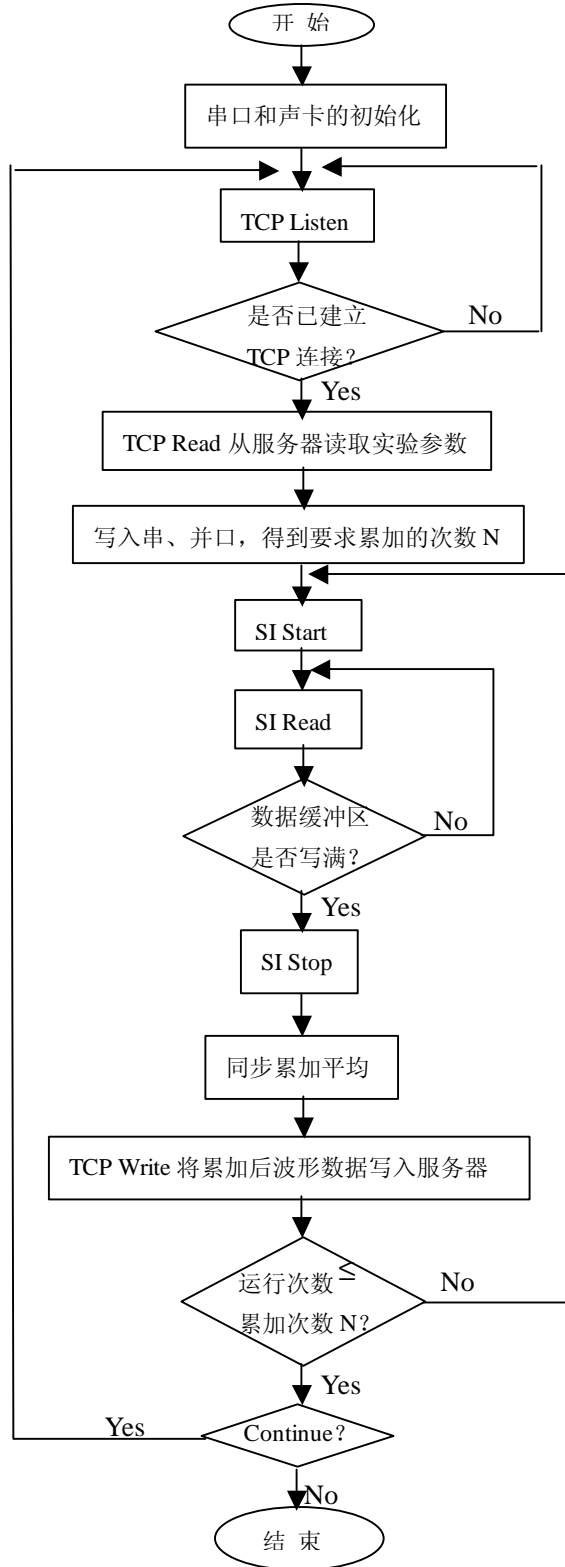 开 始
串口和声卡的初始化
TCP Listen
是否已建立
TCP 连接？
No
Yes
TCP Read 从服务器读取实验参数
写入串、并口，得到要求累加的次数 N
SI Start
SI Read
数据缓冲区
是否写满？
No
Yes
SI Stop
同步累加平均
TCP Write 将累加后波形数据写入服务器
运行次数 ≤
累加次数 N？
No
Yes
Continue？
Yes
No
结 束